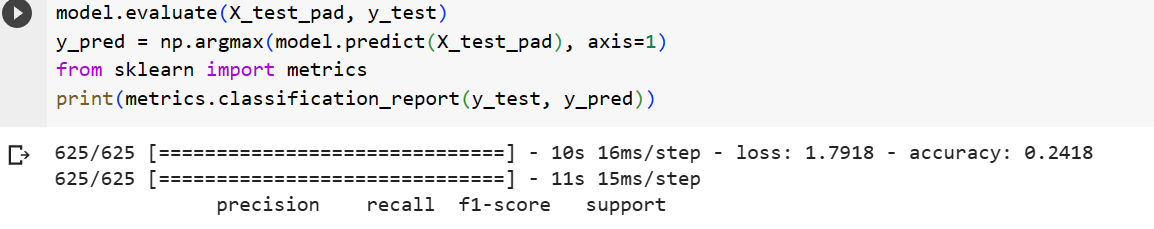 model.evaluate(X_test_pad, y_test)
y_pred = np.argmax(model.predict(X_test_pad), axis=1)
from sklearn import metrics
print(metrics.classification_report(y_test, y_pred))
625/625 [==============================] - 10s 16ms/step - loss: 1.7918 - accuracy: 0.2418
625/625 [==============================] - 11s 15ms/step
precision    recall  f1-score   support